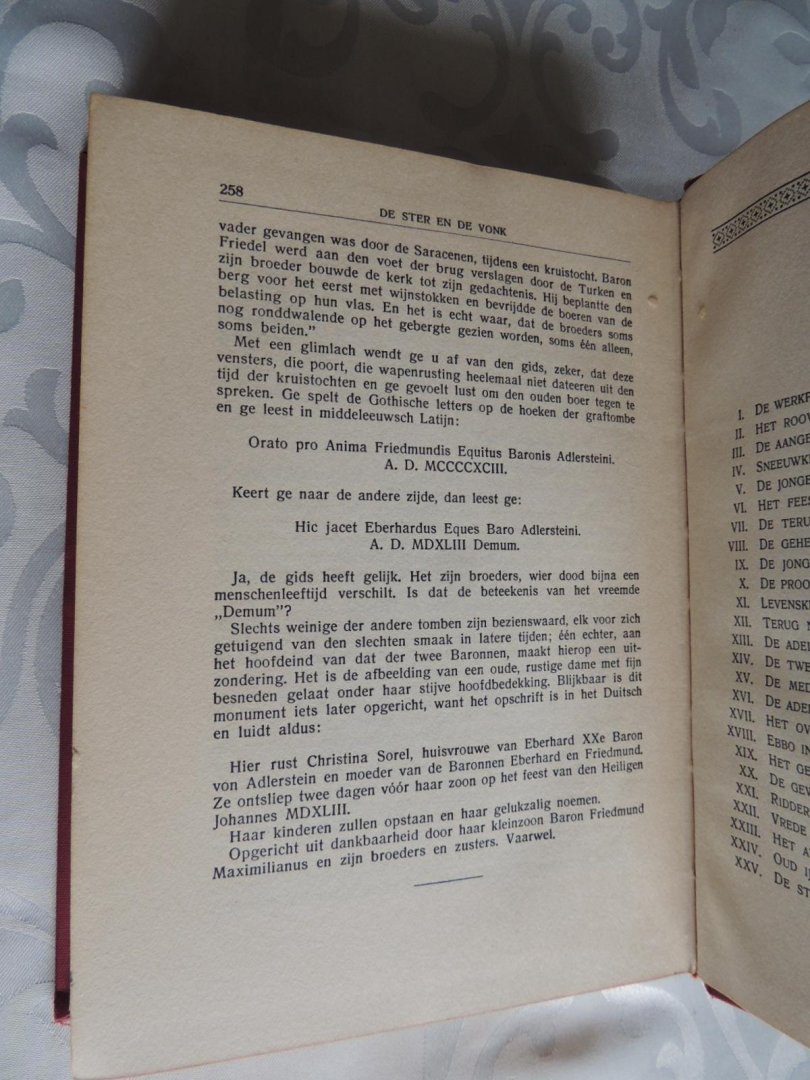 258
DE STER EN DE VONK
vader gevangen was door de Saracenen, tijdens een kruistocht. Baron
Friedel werd aan den voet der brug verslagen door de Turken en
zijn broeder bouwde de kerk tot zijn gedachtenis. Hij beplantte den
berg voor het eerst met wijnstokken en bevrijdde de boeren van de
belasting op hun vlas. En het is echt waar, dat de broeders soms
nog ronddwalende op het gebergte gezien worden, soms één alleen,
soms beiden.”
Met een glimlach wendt ge u af van den gids, zeker, dat deze
vensters, die poort, die wapenrusting heelemaal niet dateeren uit den
tijd der kruistochten en ge gevoelt lust om den ouden boer tegen te
spreken. Ge spelt de Gothische letters op de hoeken der graftombe
en ge leest in middeleeuwsch Latijn:
Orato pro Anima Friedmundis Equitus Baronis Adlersteini.
A. D. MCCCCXCIII.
Keert ge naar de andere zijde, dan leest ge:
Hic jacet Eberhardus Eques Baro Adlersteini.
A. D. MDXLIII Demum.
Ja, de gids heeft gelijk. Het zijn broeders, wier dood bijna een
menschenleeftijd verschilt. Is dat de beteekenis van het vreemde
„Demum”?
Slechts weinige der andere tomben zijn bezienswaard, elk voor zich
getuigend van den slechten smaak in latere tijden; één echter, aan
het hoofdeind van dat der twee Baronnen, maakt hierop een uit-
zondering. Het is de afbeelding van een oude, rustige dame met fijn
besneden gelaat onder haar stijve hoofdbedekking. Blijkbaar is dit
monument iets later opgericht, want het opschrift is in het Duitsch
en luidt aldus:
Hier rust Christina Sorel, huisvrouwe van Eberhard XXe Baron
von Adlerstein en moeder van de Baronnen Eberhard en Friedmund.
Ze ontsliep twee dagen vóór haar zoon op het feest van den Heiligen
Johannes MDXLIII.
Haar kinderen zullen opstaan en haar gelukzalig noemen.
Opgericht uit dankbaarheid door haar kleinzoon Baron Friedmund
Maximilianus en zijn broeders en zusters. Vaarwel.
I. DE WERKP
II. HET ROOV
III. DE AANGE
IV. SNEEUWK
V. DE JONGE
VI. HET FEES
VII. DE TERU
VIII. DE GEHE
IX. DE JONG
X. DE PROO
XI. LEVENSK
XII. TERUG N
XIII. DE ADEL
XIV. DE TWE
XV. DE MED
XVI. DE ADEL
XVII. HET OV
XVIII. EBBO IN
XIX. HET GE
XX. DE GEV
XXI. RIDDER
XXII. VREDE
XXIII. HET A
XXIV. OUD IJ
XXV. DE ST